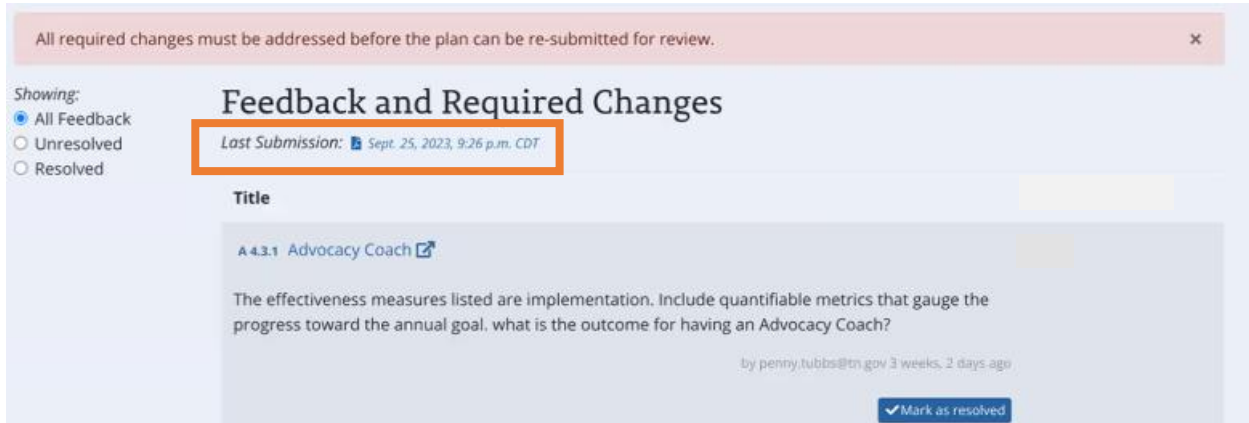 All required changes must be addressed before the plan can be re-submitted for review.
×
Showing:
All Feedback
Unresolved
Resolved
Feedback and Required Changes
Last Submission: Sept. 25, 2023, 9:26 p.m. CDT
Title
A 4.3.1 Advocacy Coach
The effectiveness measures listed are implementation. Include quantifiable metrics that gauge the
progress toward the annual goal. what is the outcome for having an Advocacy Coach?
by penny.tubbs@tn.gov 3 weeks, 2 days ago
Mark as resolved